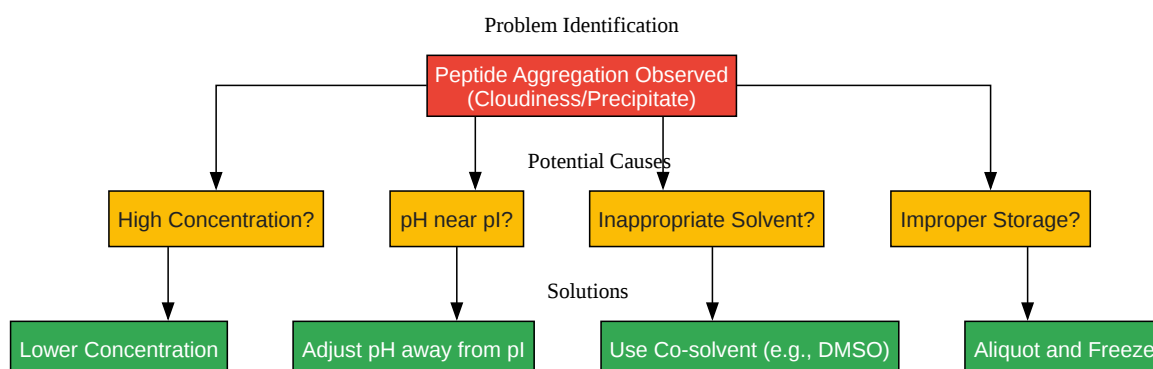 Problem Identification
Peptide Aggregation Observed
(Cloudiness/Precipitate)
Potential Causes
High Concentration?
pH near pI?
Inappropriate Solvent?
Improper Storage?
Solutions
Lower Concentration
Adjust pH away from pI
Use Co-solvent (e.g., DMSO)
Aliquot and Freeze